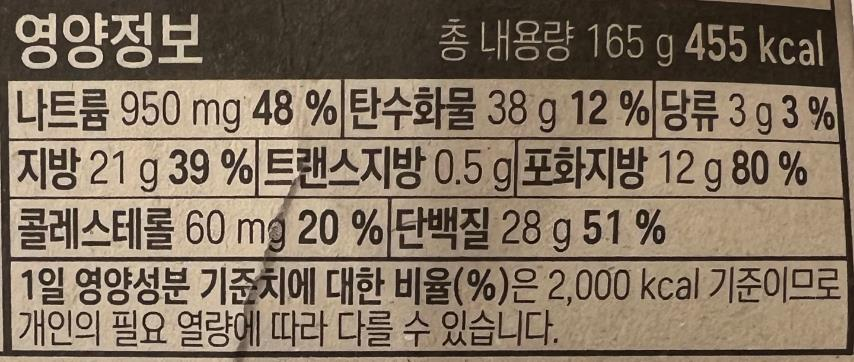 영양정보 총 내용량 165 g 455 kcal
나트륨 950 mg 48 % 탄수화물 38 g 12 % 당류 3 g 3 %
지방 21 g 39 % 트랜스지방 0.5 g 포화지방 12 g 80 %
콜레스테롤 60 mg 20 % 단백질 28 g 51 %
1일 영양성분 기준치에 대한 비율(%)은 2,000 kcal 기준이므로
개인의 필요 열량에 따라 다를 수 있습니다.